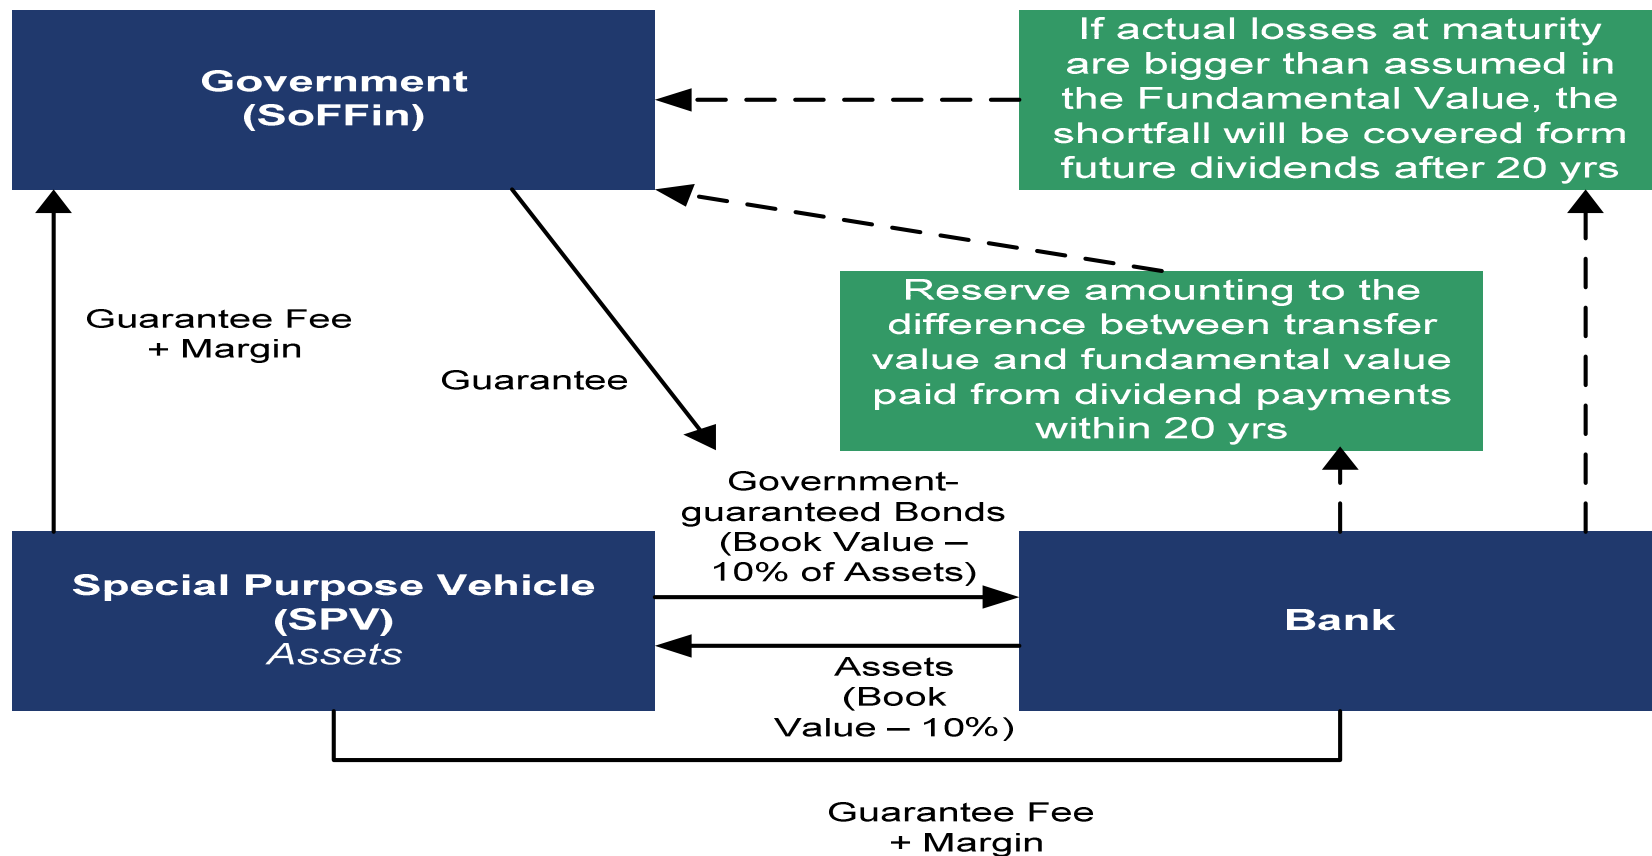 Government
(SoFFin)
If actual losses at maturity
are bigger than assumed in
the Fundamental Value, the
shortfall will be covered form
future dividends after 20 yrs
Reserve amounting to the
difference between transfer
value and fundamental value
paid from dividend payments
within 20 yrs
Guarantee Fee
+ Margin
Guarantee
Government-
guaranteed Bonds
(Book Value –
10% of Assets)
Special Purpose Vehicle
(SPV)
Assets
Bank
Assets
(Book
Value – 10%)
Guarantee Fee
+ Margin